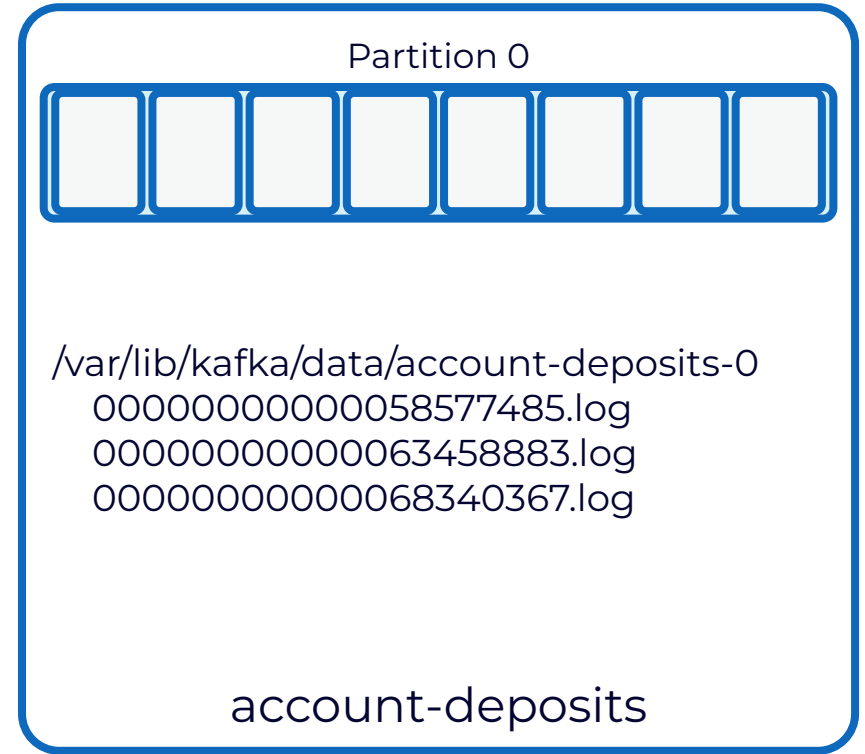 Partition 0
/var/lib/kafka/data/account-deposits-0
00000000000058577485.log
00000000000063458883.log
00000000000068340367.log
account-deposits